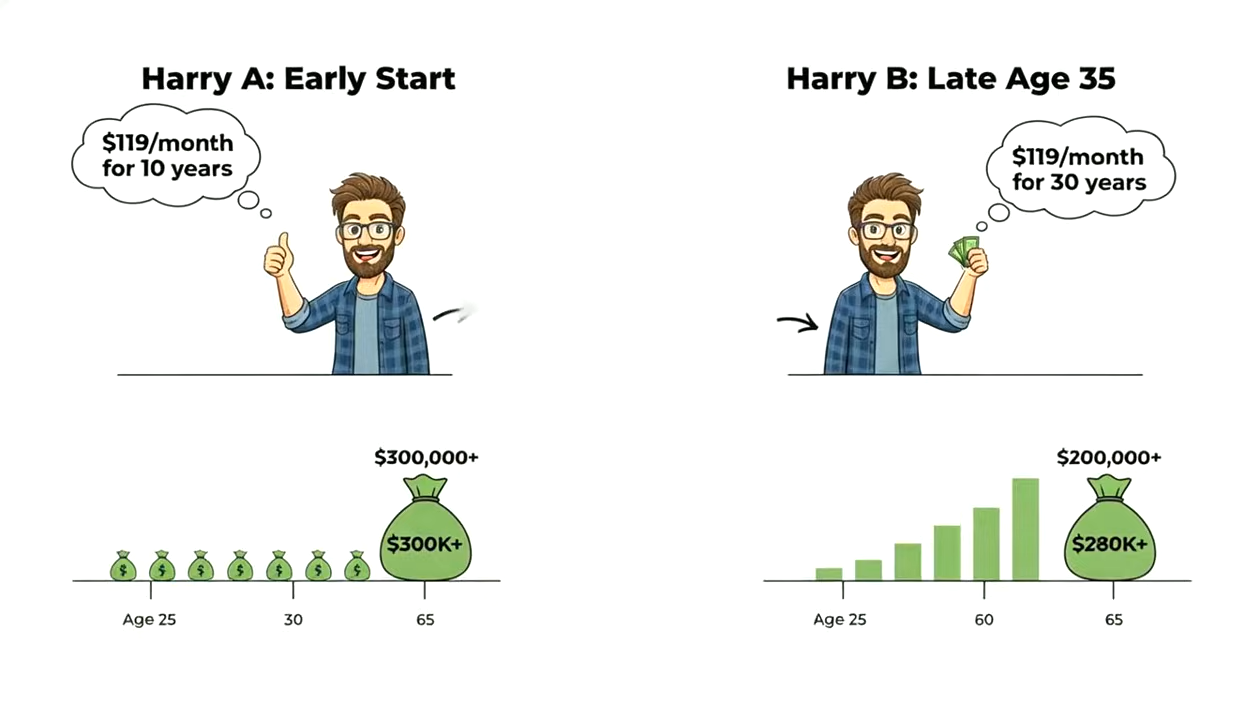 Harry A: Early Start
$119/month
for 10 years
$300,000+
$300K+
$ $ $ $ $ $ $
Age 25 30 65
Harry B: Late Age 35
$119/month
for 30 years
$200,000+
$280K+
Age 25 60 65